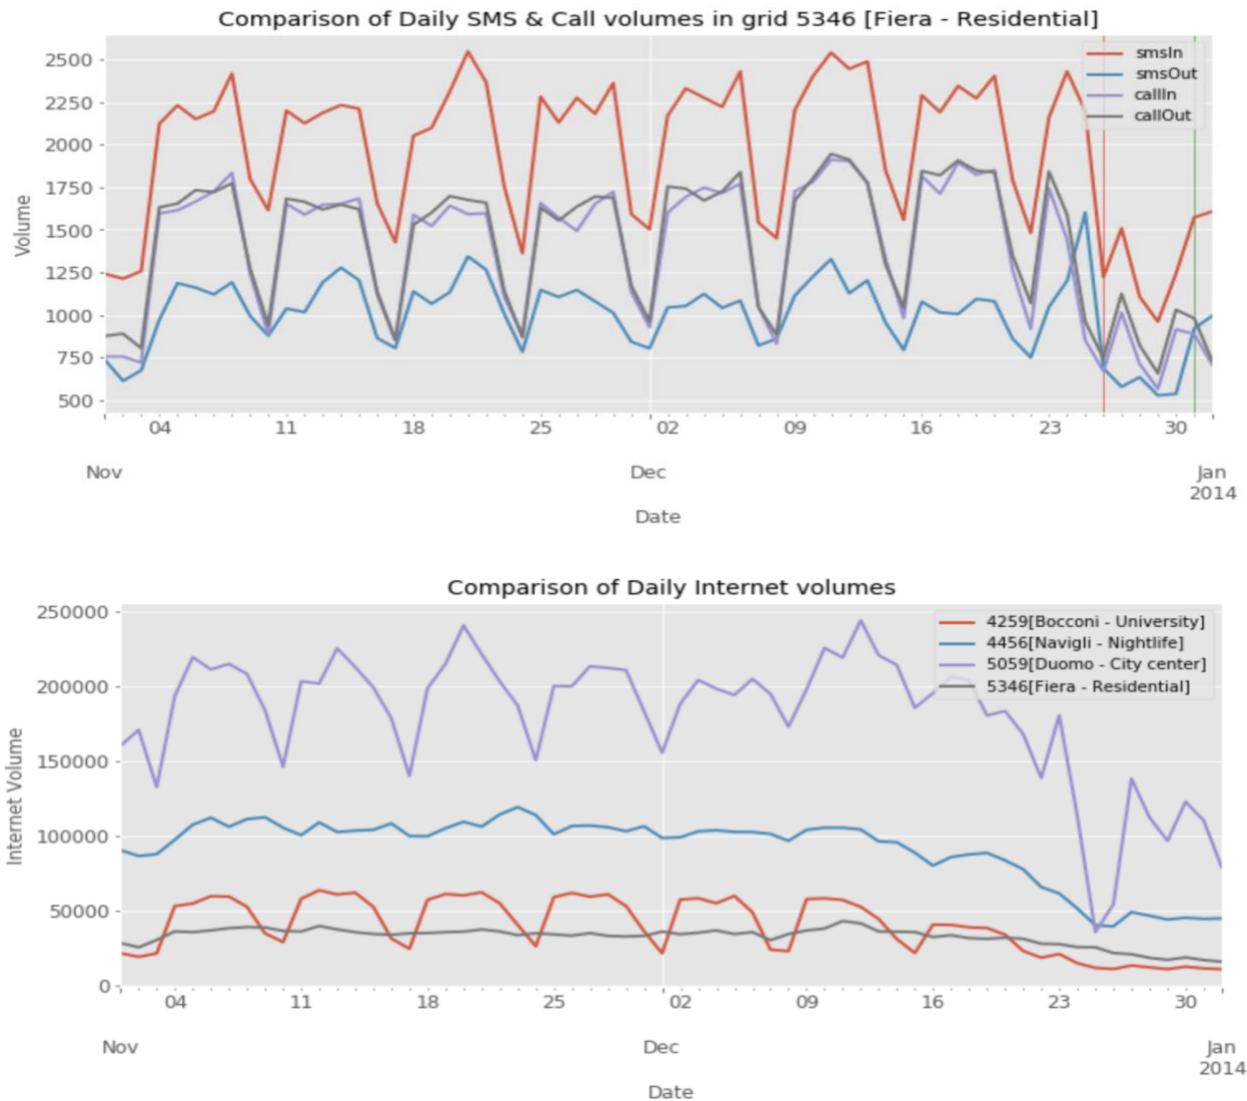 Comparison of Daily SMS & Call volumes in grid 5346 [Fiera - Residential]
smsIn
smsOut
callIn
callOut
2500
2250
2000
1750
1500
1250
1000
750
500
Volume
04 11 18 25 02 09 16 23 30
Nov Dec Jan
2014
Date
Comparison of Daily Internet volumes
4259[Bocconi - University]
4456[Navigli - Nightlife]
5059[Duomo - City center]
5346[Fiera - Residential]
250000
200000
150000
100000
50000
0
Internet Volume
04 11 18 25 02 09 16 23 30
Nov Dec Jan
2014
Date